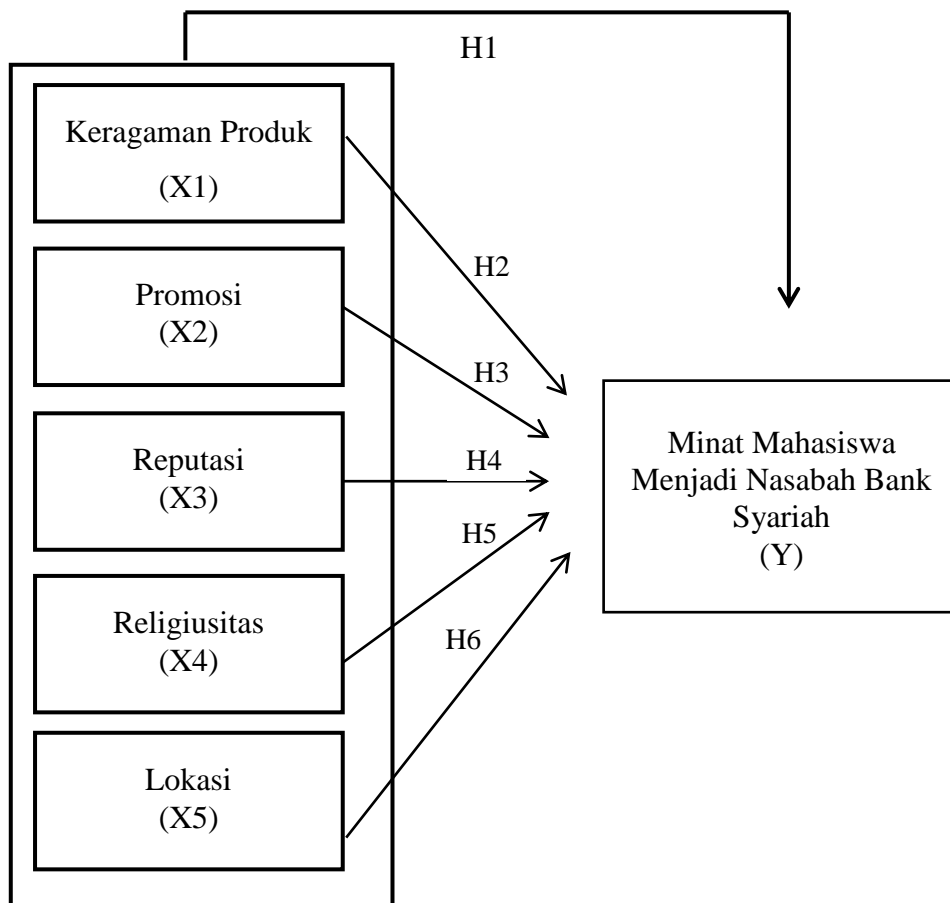 H1
Keragaman Produk
(X1)
H2
Promosi
(X2)
H3
Reputasi
(X3)
H4
Minat Mahasiswa
Menjadi Nasabah Bank
Syariah
(Y)
H5
Religiusitas
(X4)
H6
Lokasi
(X5)